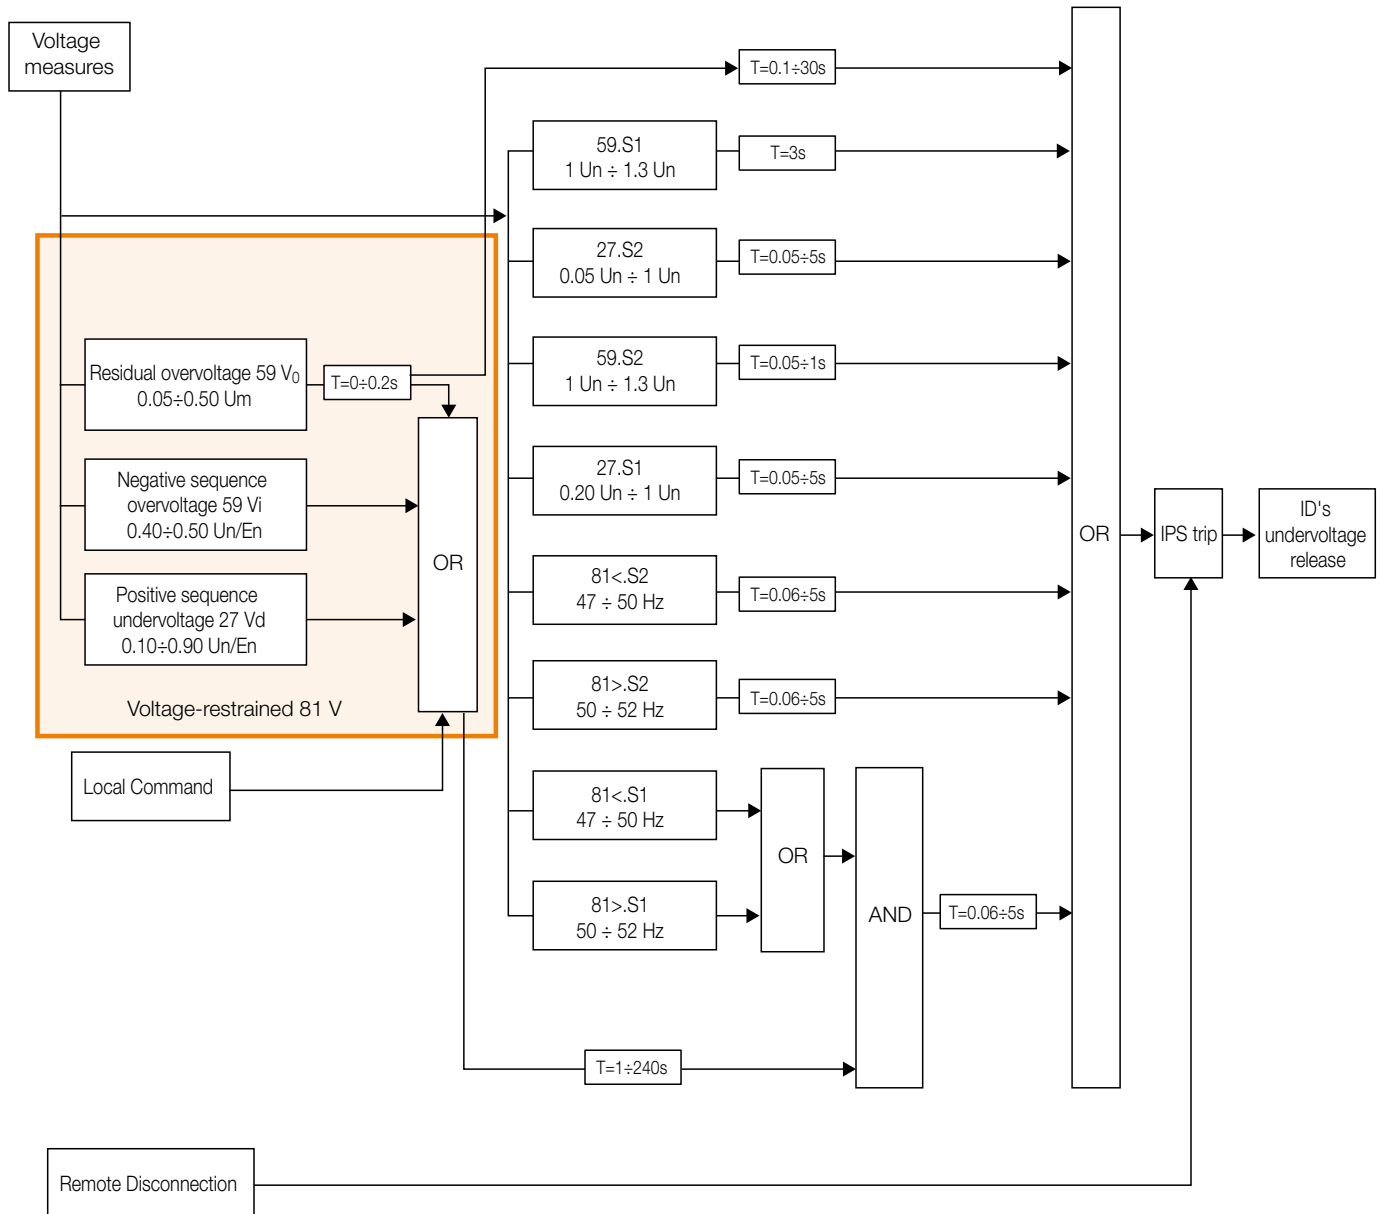 Voltage
measures
T=0.1÷30s
59.S1
1 Un ÷ 1.3 Un
T=3s
27.S2
0.05 Un ÷ 1 Un
T=0.05÷5s
Residual overvoltage 59 V₀
0.05÷0.50 Um
T=0÷0.2s
59.S2
1 Un ÷ 1.3 Un
T=0.05÷1s
Negative sequence
overvoltage 59 Vi
0.40÷0.50 Un/En
27.S1
0.20 Un ÷ 1 Un
T=0.05÷5s
OR
Positive sequence
undervoltage 27 Vd
0.10÷0.90 Un/En
Voltage-restrained 81 V
81<.S2
47 ÷ 50 Hz
T=0.06÷5s
OR
IPS trip
ID's
undervoltage
release
81>.S2
50 ÷ 52 Hz
T=0.06÷5s
Local Command
81<.S1
47 ÷ 50 Hz
OR
81>.S1
50 ÷ 52 Hz
AND
T=0.06÷5s
T=1÷240s
Remote Disconnection